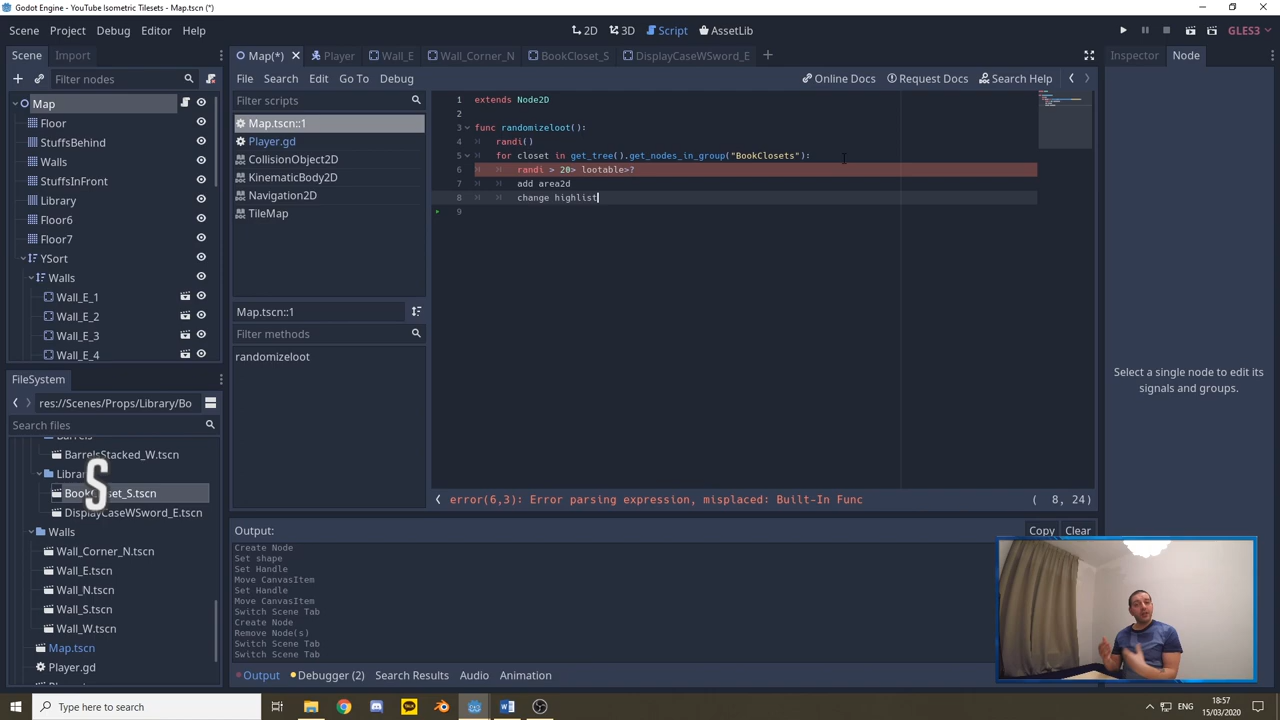 Godot Engine - YouTube Isometric Tilesets - Map.tscn (*)
Scene Project Debug Editor Help
2D 3D Script AssetLib
GLES3
Scene Import
Map(*) Player Wall_E Wall_Corner_N BookCloset_S DisplayCaseWSword_E
Inspector Node
Filter nodes
File Search Edit Go To Debug
Online Docs Request Docs Search Help
Map
Floor
StuffsBehind
Walls
StuffsInFront
Library
Floor6
Floor7
YSort
Walls
Wall_E_1
Wall_E_2
Wall_E_3
Wall_E_4
Filter scripts
Map.tscn::1
Player.gd
CollisionObject2D
KinematicBody2D
Navigation2D
TileMap
Map.tscn::1
Filter methods
randomizeloot
1 extends Node2D
2
3 func randomizeloot():
4 randi()
5 for closet in get_tree().get_nodes_in_group("BookClosets"):
6 randi > 20> lootable>?
7 add area2d
8 change highlist
9
error(6,3): Error parsing expression, misplaced: Built-In Func
( 8, 24)
Select a single node to edit its
signals and groups.
FileSystem
res://Scenes/Props/Library/Bo
Search files
Barrels
BarrelsStacked_W.tscn
DisplayCaseWSword_E.tscn
Walls
Wall_Corner_N.tscn
Wall_E.tscn
Wall_N.tscn
Wall_S.tscn
Wall_W.tscn
Map.tscn
Player.gd
S
Output:
Copy Clear
Create Node
Set shape
Set Handle
Move CanvasItem
Set Handle
Move CanvasItem
Switch Scene Tab
Create Node
Remove Node(s)
Switch Scene Tab
Switch Scene Tab
Output Debugger (2) Search Results Audio Animation
Type here to search
ENG
18:57
15/03/2020